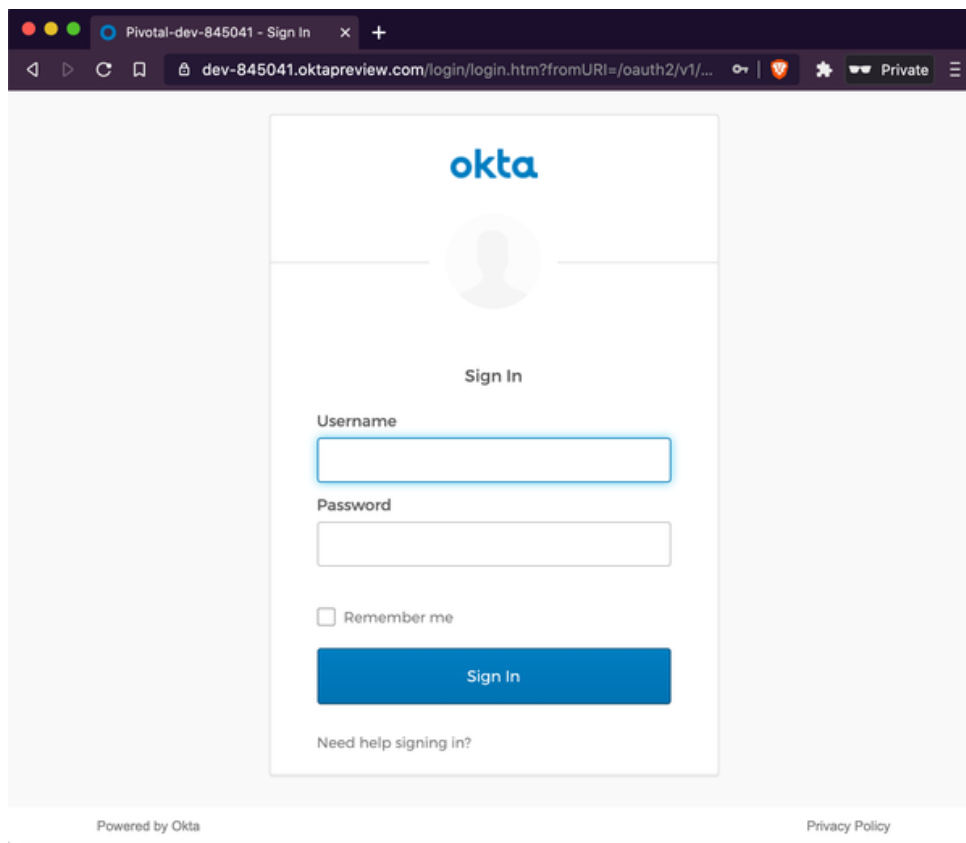 Pivotal-dev-845041 - Sign In
dev-845041.oktapreview.com/login/login.htm?fromURI=/oauth2/v1/...
Private
okta
Sign In
Username
Password
Remember me
Sign In
Need help signing in?
Powered by Okta
Privacy Policy